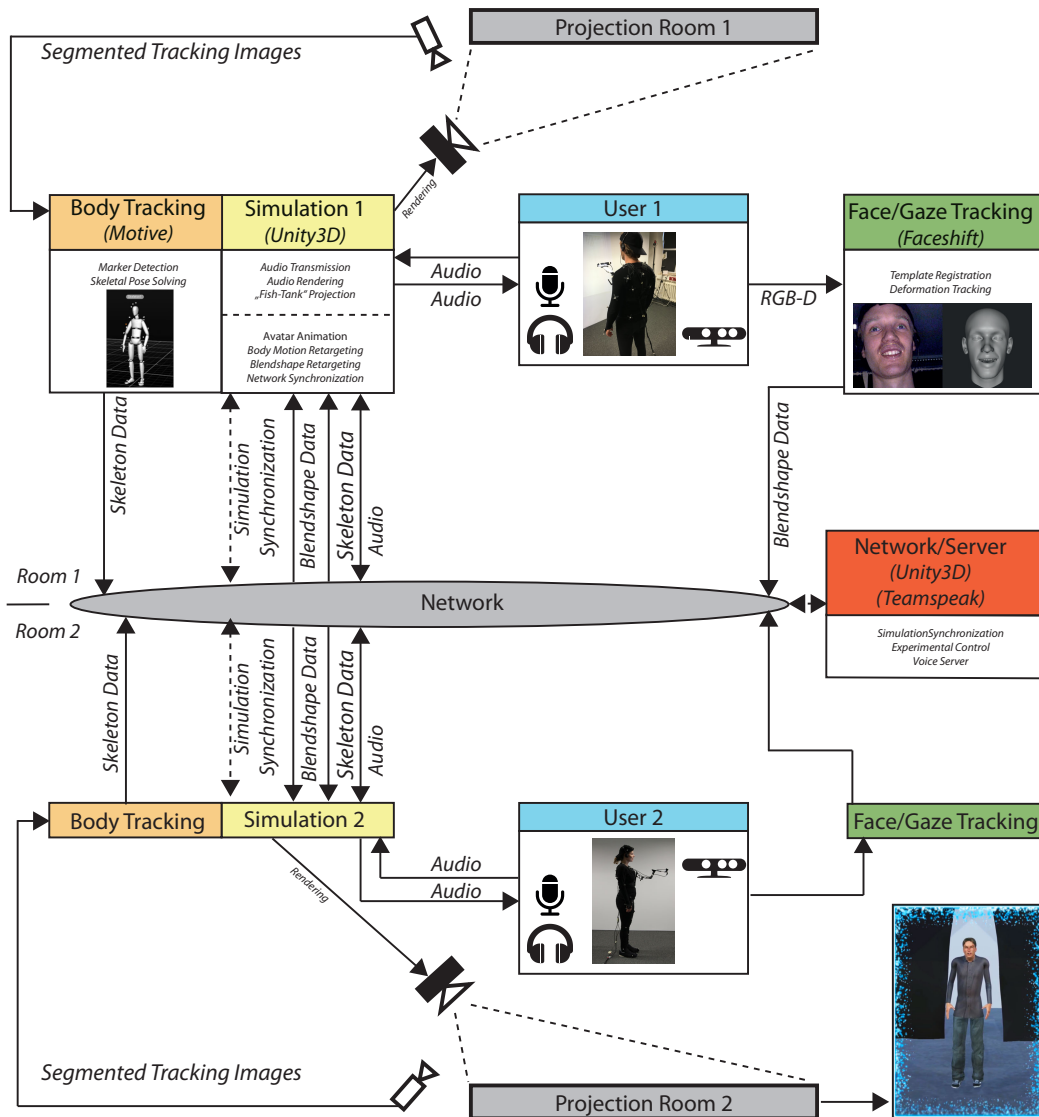 Projection Room 1
Segmented Tracking Images
Rendering
Body Tracking
(Motive)
Simulation 1
(Unity3D)
User 1
Face/Gaze Tracking
(Faceshift)
Marker Detection
Skeletal Pose Solving
Audio Transmission
Audio Rendering
„Fish-Tank“ Projection
Avatar Animation
Body Motion Retargeting
Blendshape Retargeting
Network Synchronization
Audio
Audio
RGB-D
Template Registration
Deformation Tracking
Skeleton Data
Simulation
Synchronization
Blendshape Data
Skeleton Data
Audio
Blendshape Data
Room 1
Network
Room 2
Network/Server
(Unity3D)
(Teamspeak)
SimulationSynchronization
Experimental Control
Voice Server
Skeleton Data
Simulation
Synchronization
Blendshape Data
Skeleton Data
Audio
Body Tracking
Simulation 2
User 2
Face/Gaze Tracking
Audio
Audio
Rendering
Segmented Tracking Images
Projection Room 2